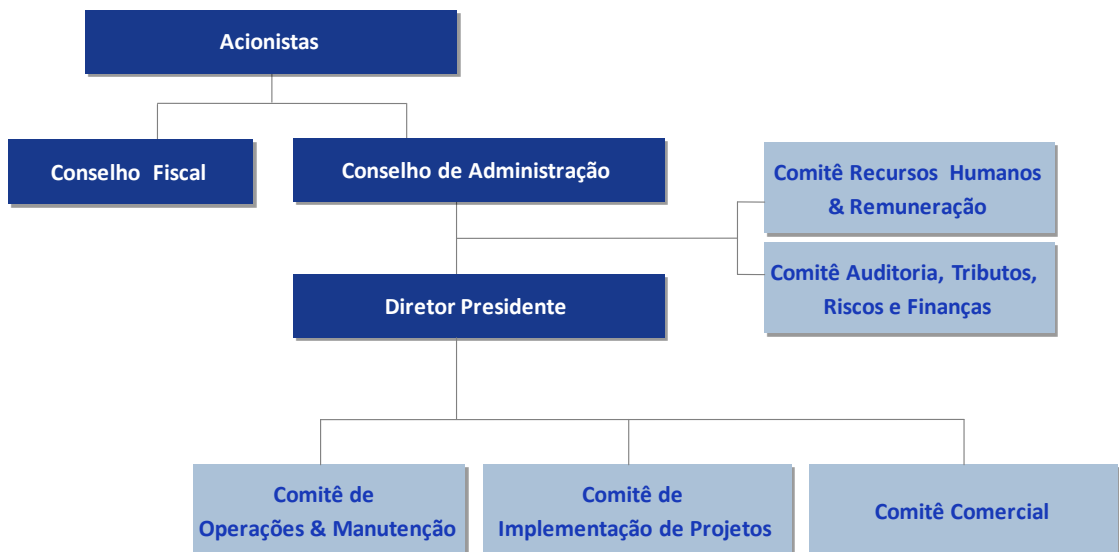 Acionistas
Conselho Fiscal
Conselho de Administração
Comitê Recursos Humanos
& Remuneração
Comitê Auditoria, Tributos,
Riscos e Finanças
Diretor Presidente
Comitê de
Operações & Manutenção
Comitê de
Implementação de Projetos
Comitê Comercial